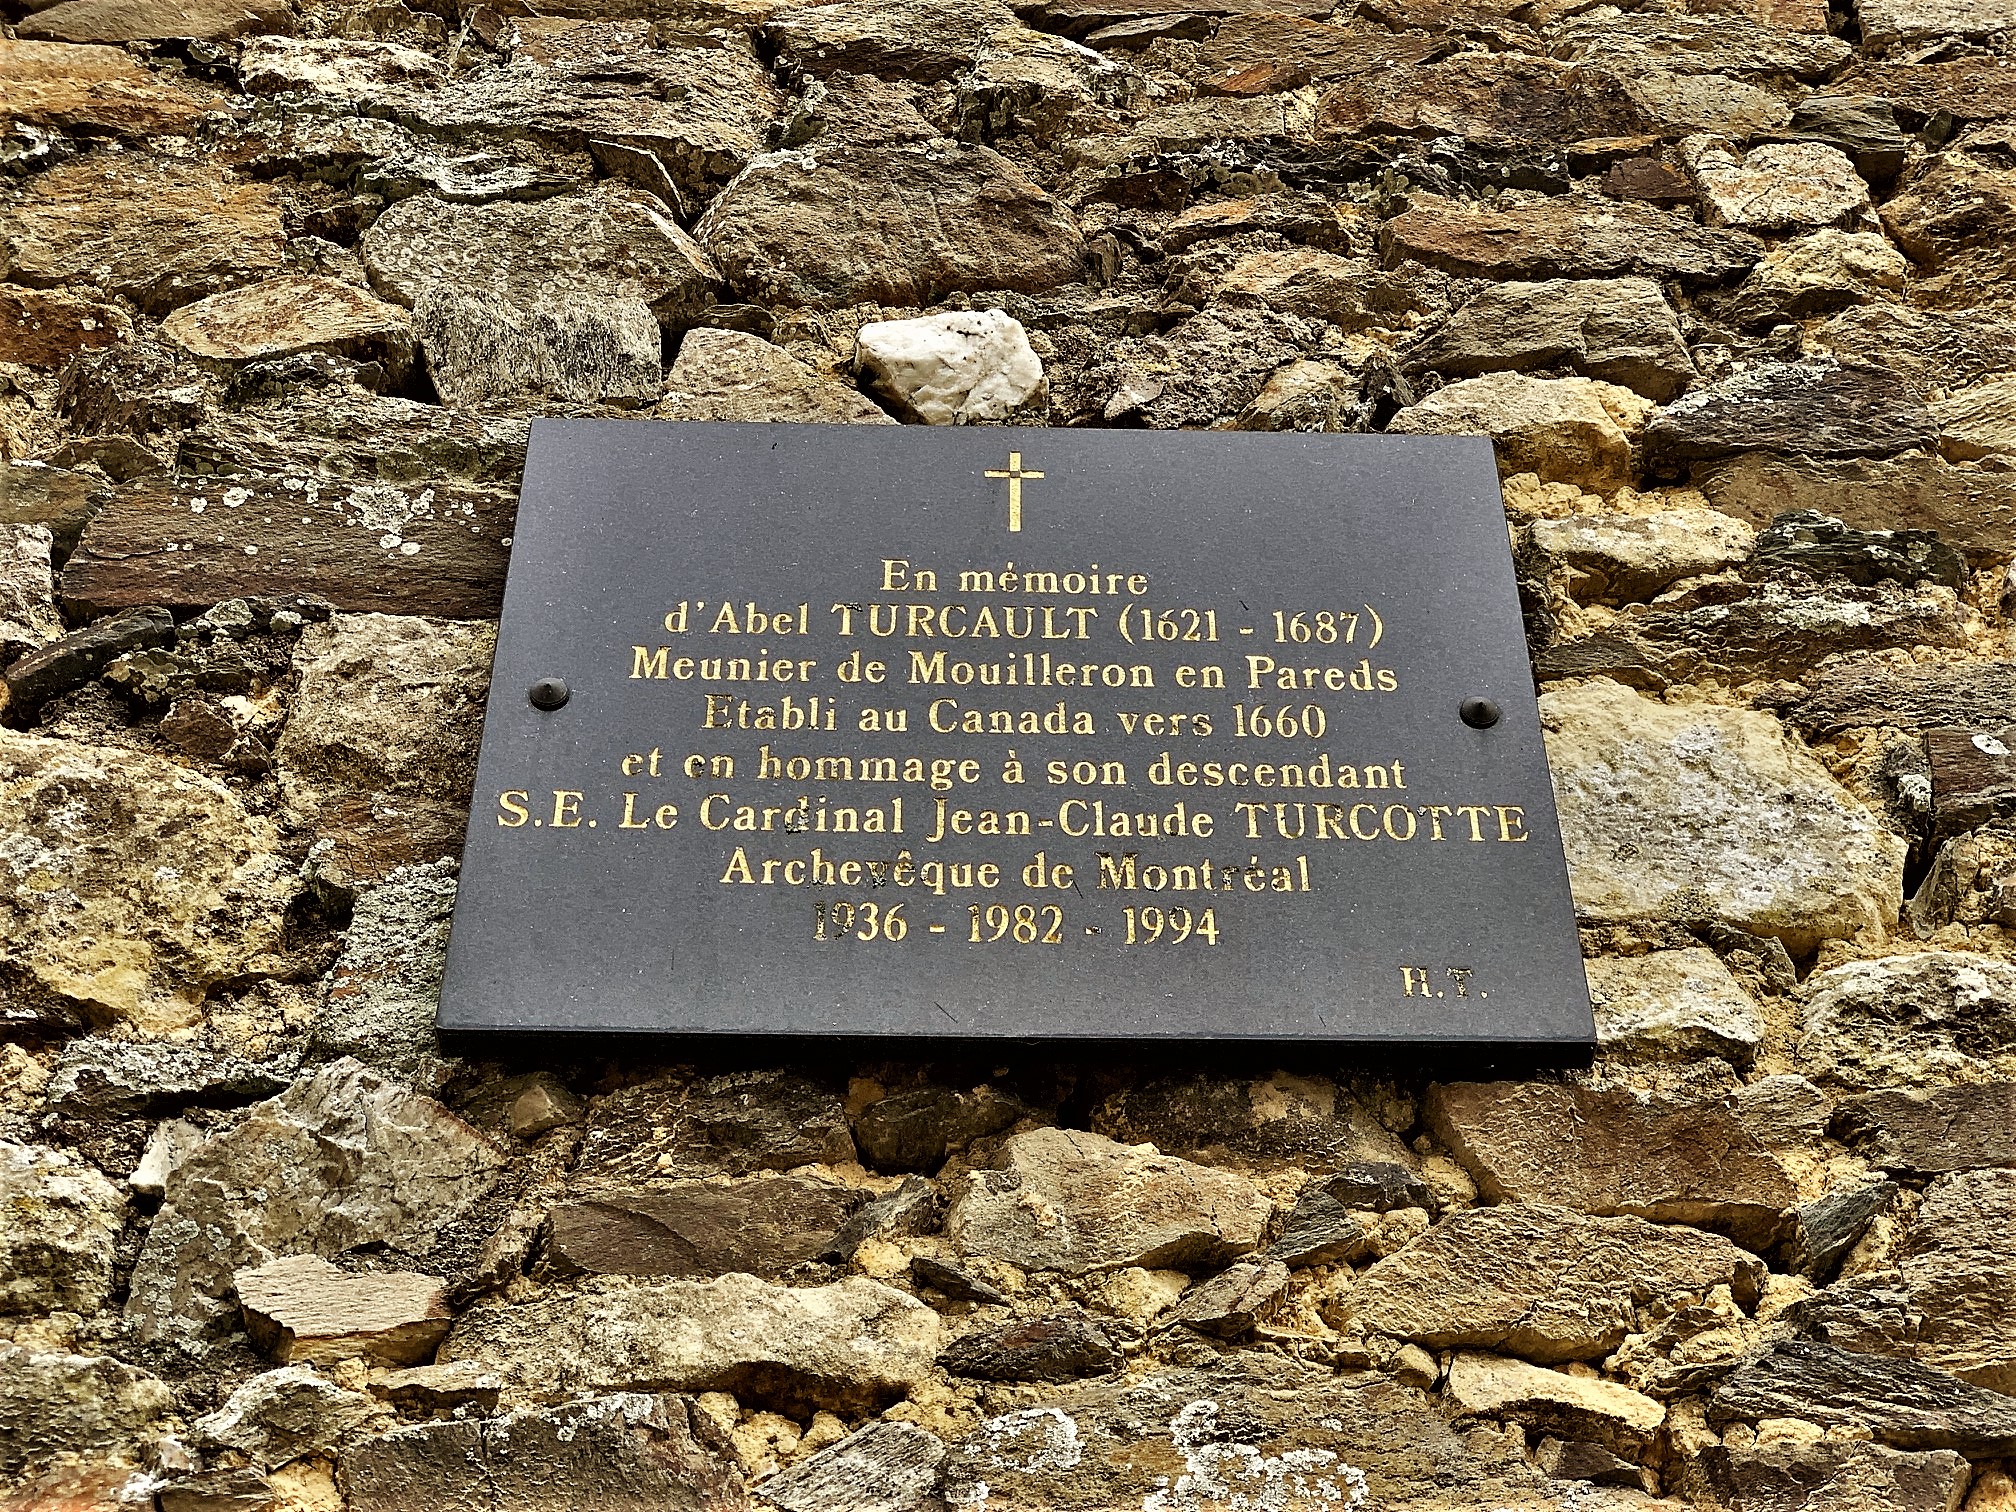 En mémoire
d'Abel TURCAULT (1621 - 1687)
Meunier de Mouilleron en Pareds
Etabli au Canada vers 1660
et en hommage à son descendant
S.E. Le Cardinal Jean-Claude TURCOTTE
Archevêque de Montréal
1936 - 1982 - 1994
H.T.